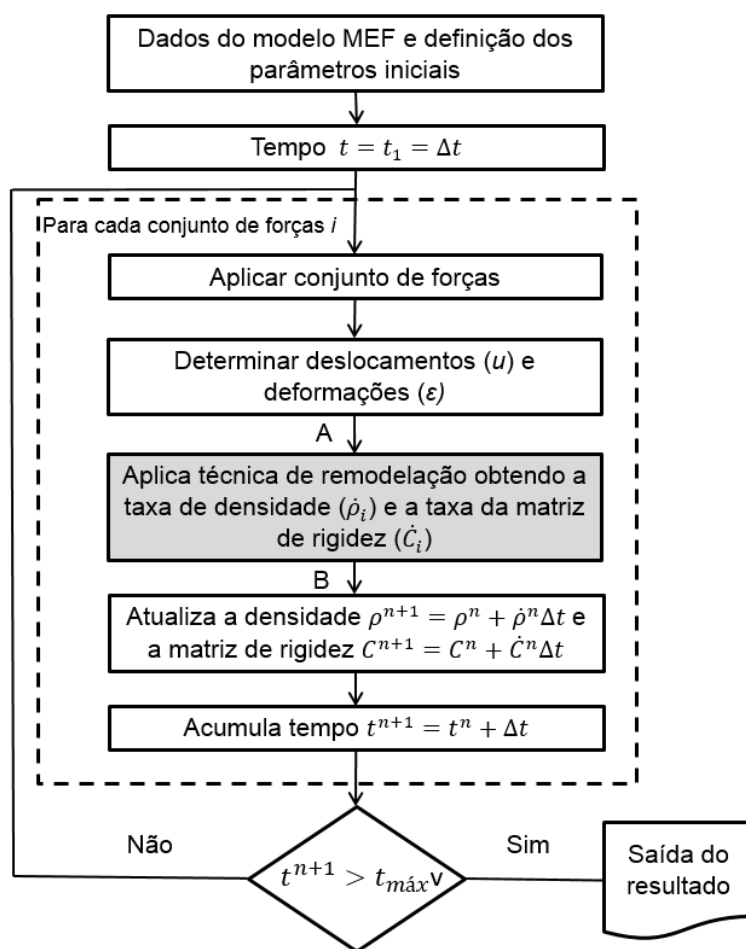 Dados do modelo MEF e definição dos
parâmetros iniciais
Tempo t = t₁ = Δt
Para cada conjunto de forças i
Aplicar conjunto de forças
Determinar deslocamentos (u) e
deformações (ε)
A
Aplica técnica de remodelação obtendo a
taxa de densidade (ρ̇ᵢ) e a taxa da matriz
de rigidez (Ċᵢ)
B
Atualiza a densidade ρⁿ⁺¹ = ρⁿ + ρ̇ⁿΔt e
a matriz de rigidez Cⁿ⁺¹ = Cⁿ + ĊⁿΔt
Acumula tempo tⁿ⁺¹ = tⁿ + Δt
Não
Sim
tⁿ⁺¹ > t_máx v
Saída do
resultado